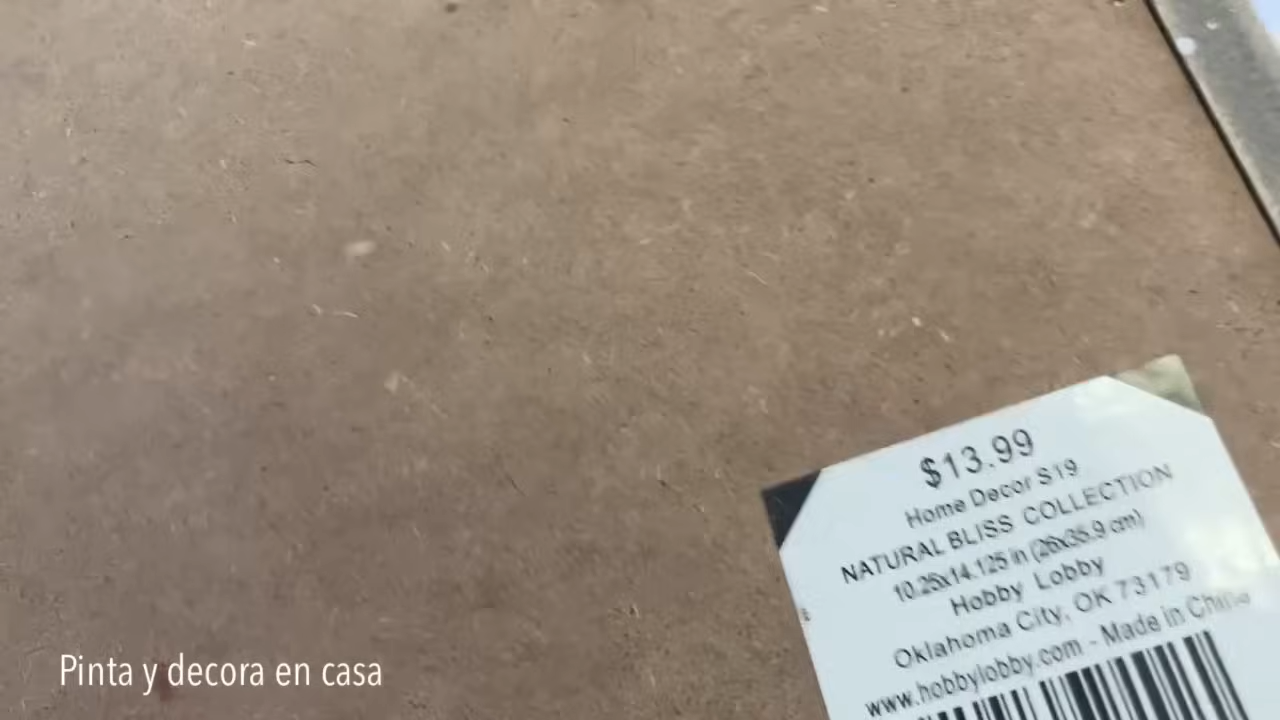 $13.99
Home Decor S19
NATURAL BLISS COLLECTION
10.25x14.125 in (26x35.9 cm)
Hobby Lobby
Oklahoma City, OK 73179
www.hobbylobby.com - Made in China
Pinta y decora en casa